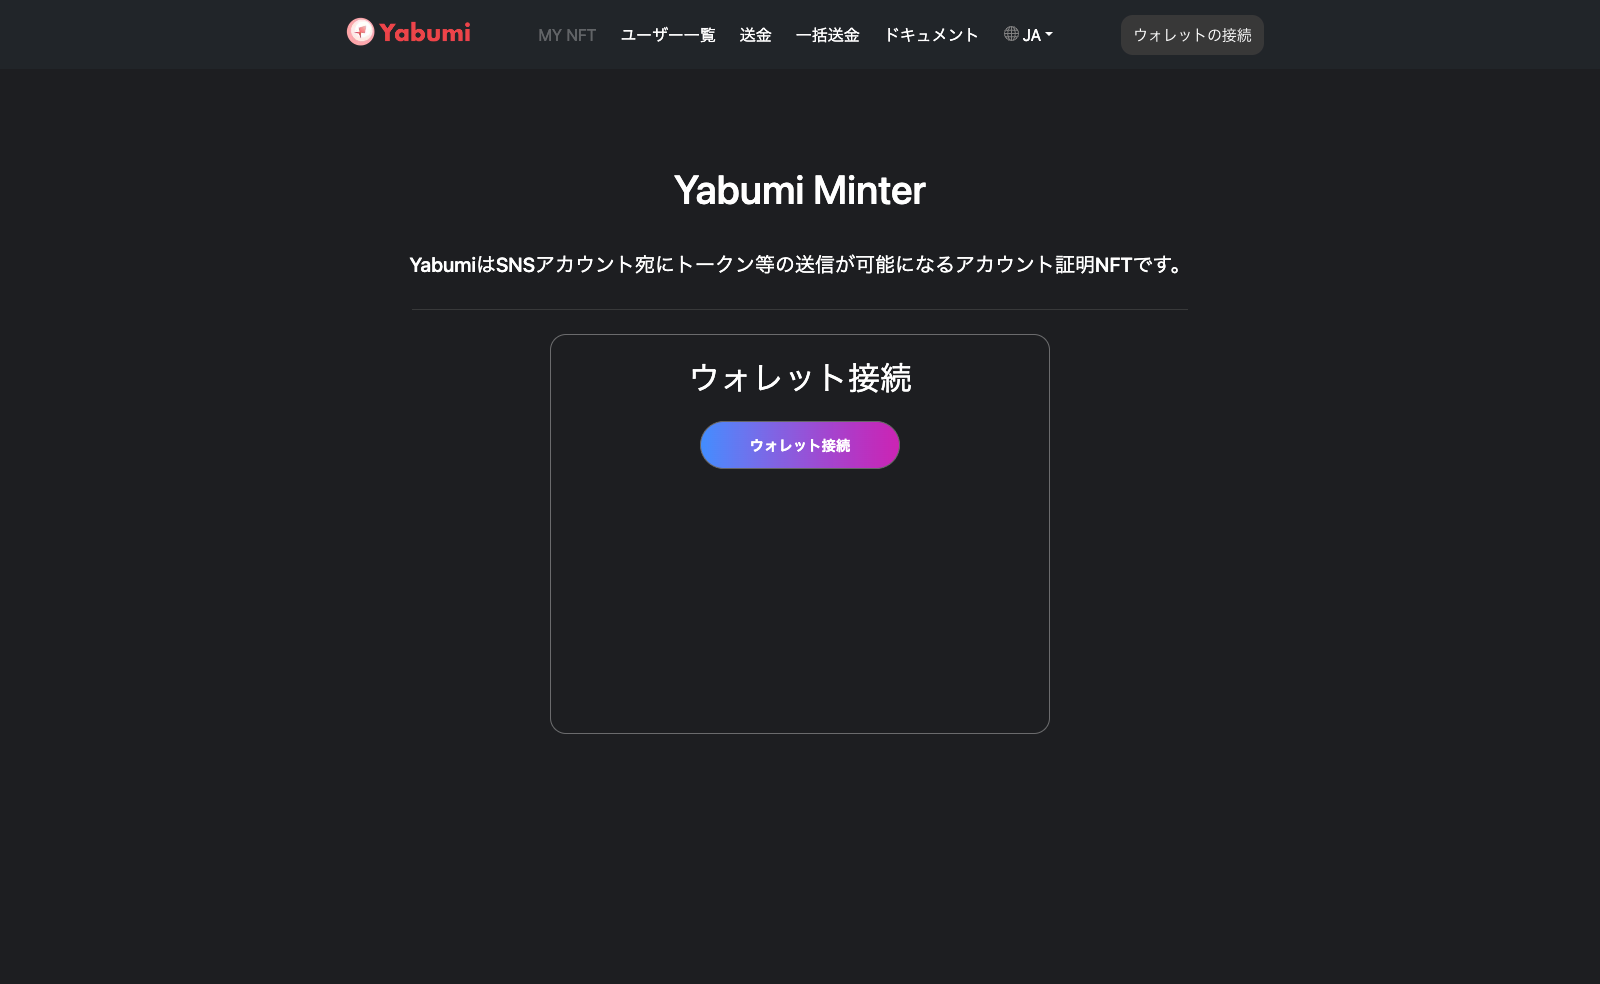 Yabumi
MY NFT
ユーザー一覧
送金
一括送金
ドキュメント
JA
ウォレットの接続
Yabumi Minter
YabumiはSNSアカウント宛にトークン等の送信が可能になるアカウント証明NFTです。
ウォレット接続
ウォレット接続